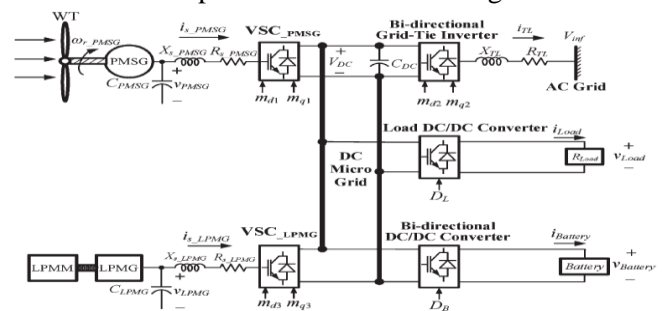 WT
ω_r_PMSG
i_s_PMSG
X_s_PMSG R_s_PMSG
VSC_PMSG
PMSG
C_PMSG
v_PMSG
+
−
m_d1 m_q1
+
V_DC
−
C_DC
Bi-directional
Grid-Tie Inverter
m_d2 m_q2
i_TL
X_TL R_TL
V_inf
AC Grid
DC
Micro
Grid
Load DC/DC Converter
D_L
i_Load
R_Load
+
v_Load
−
LPMM
LPMG
i_s_LPMG
X_s_LPMG R_s_LPMG
VSC_LPMG
C_LPMG
+
v_LPMG
−
m_d3 m_q3
Bi-directional
DC/DC Converter
D_B
i_Battery
Battery
+
v_Battery
−